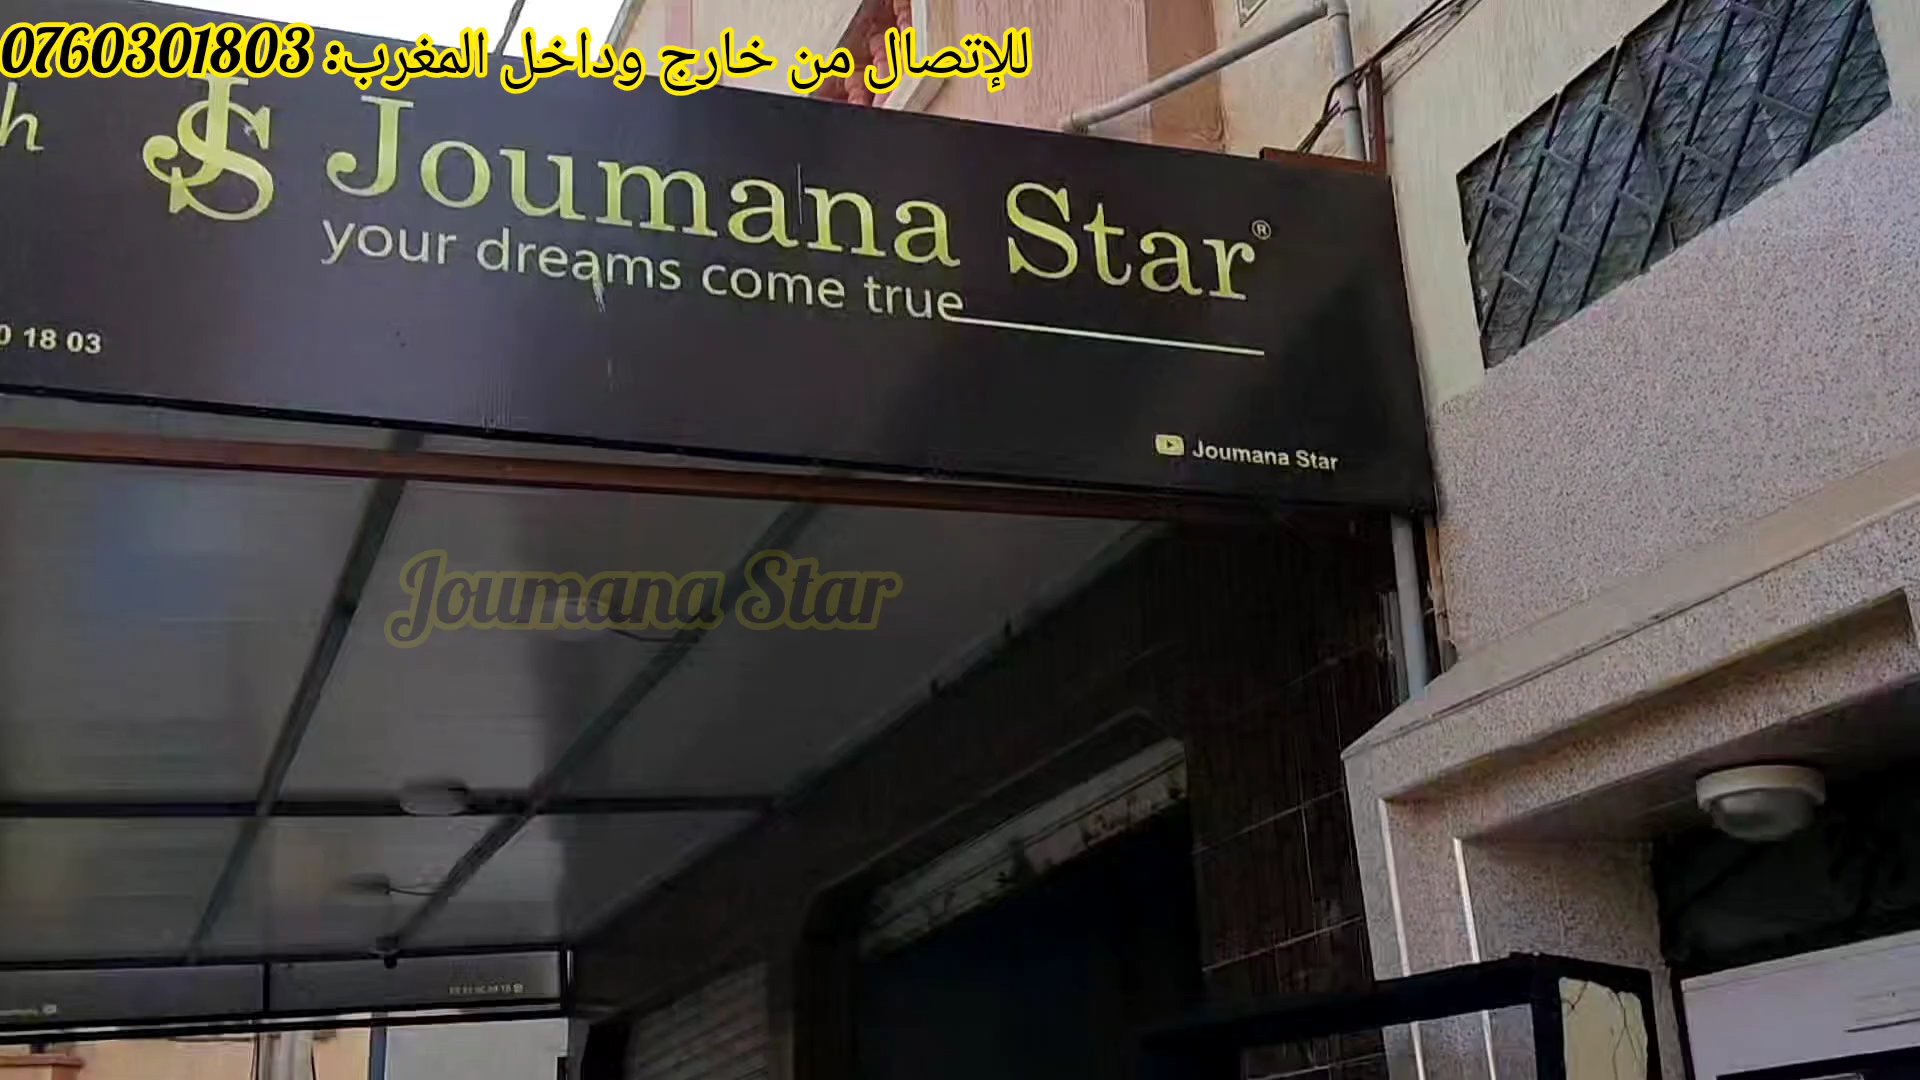 للإتصال من خارج وداخل المغرب: 0760301803
h
JS Joumana Star®
your dreams come true
0 18 03
Joumana Star
Joumana Star